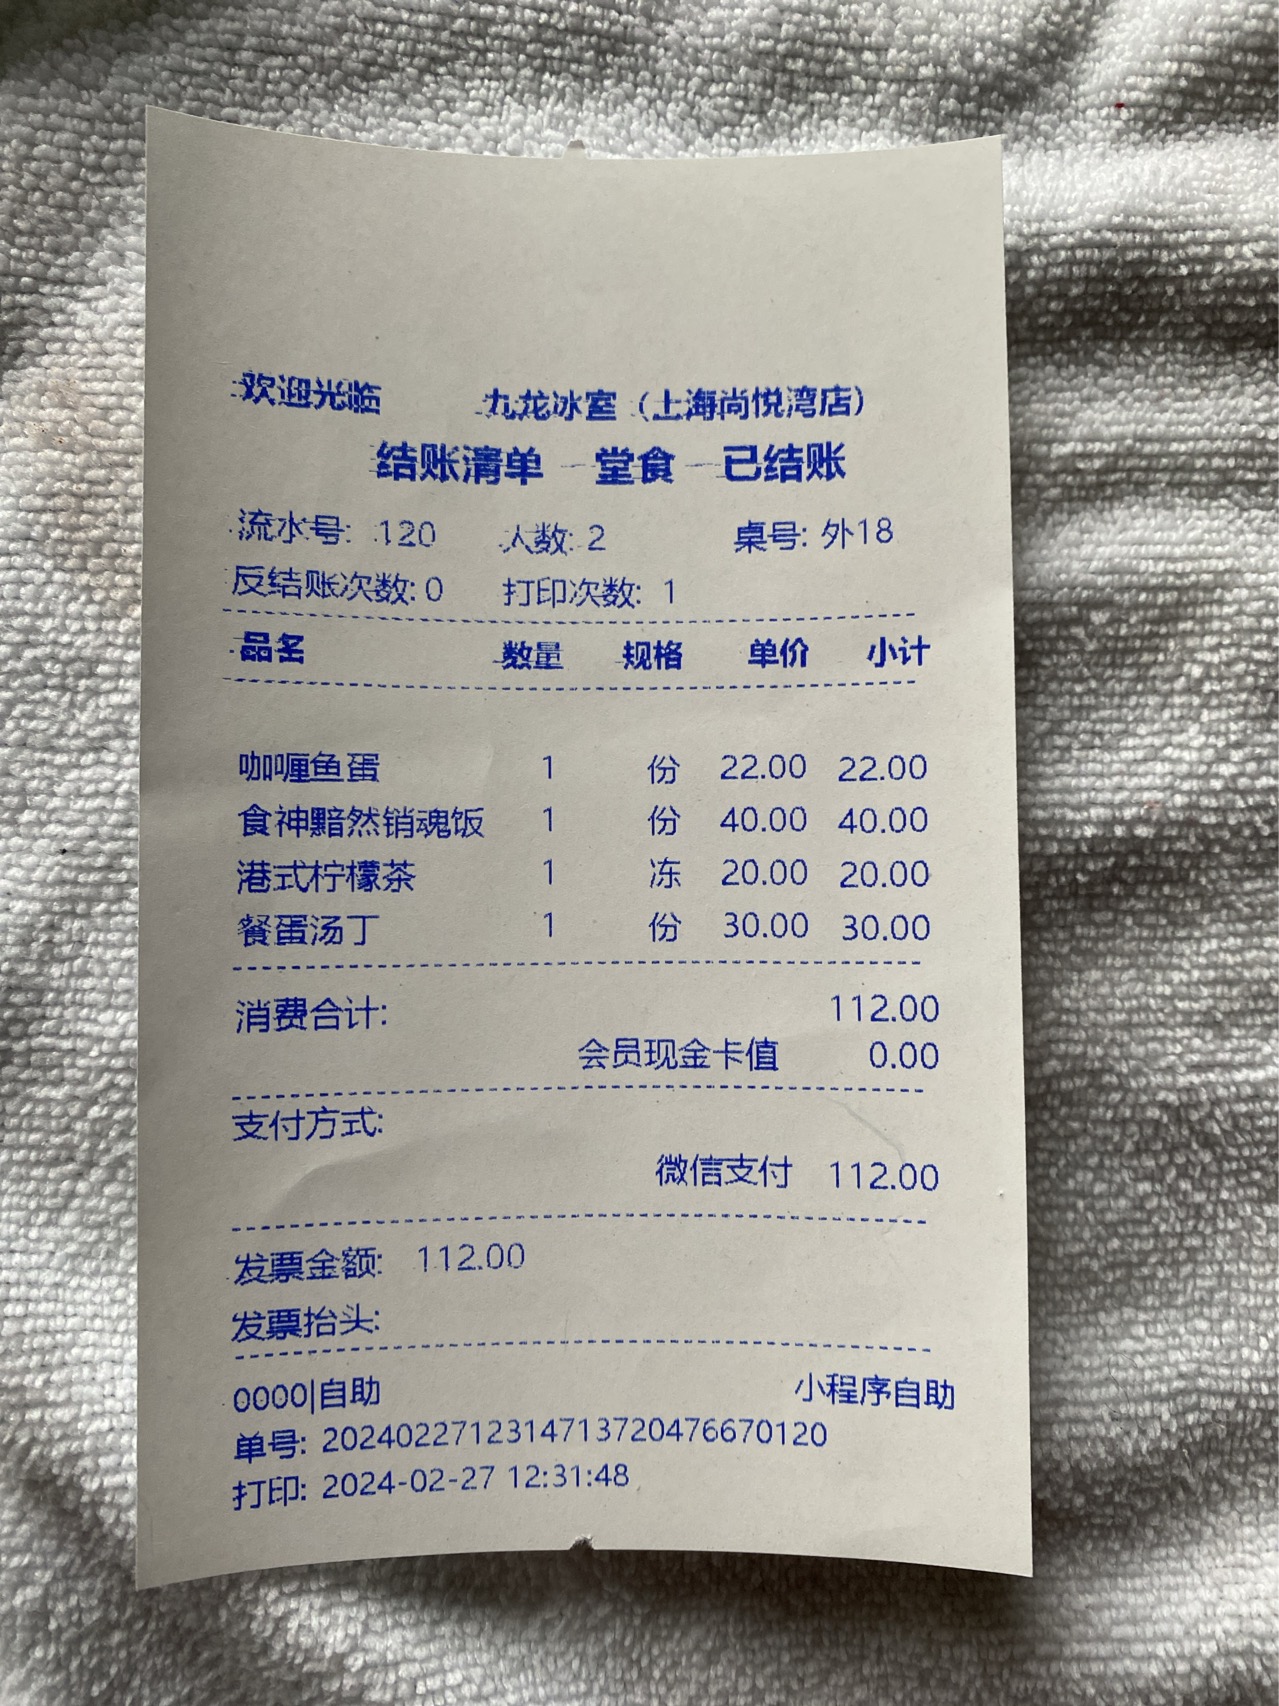 欢迎光临 九龙冰室（上海尚悦湾店）
结账清单 — 堂食 — 已结账
流水号: 120 人数: 2 桌号: 外18
反结账次数: 0 打印次数: 1
品名 数量 规格 单价 小计
咖喱鱼蛋 1 份 22.00 22.00
食神黯然销魂饭 1 份 40.00 40.00
港式柠檬茶 1 冻 20.00 20.00
餐蛋汤丁 1 份 30.00 30.00
消费合计: 112.00
会员现金卡值 0.00
支付方式:
微信支付 112.00
发票金额: 112.00
发票抬头:
0000|自助 小程序自助
单号: 2024022712314713720476670120
打印: 2024-02-27 12:31:48